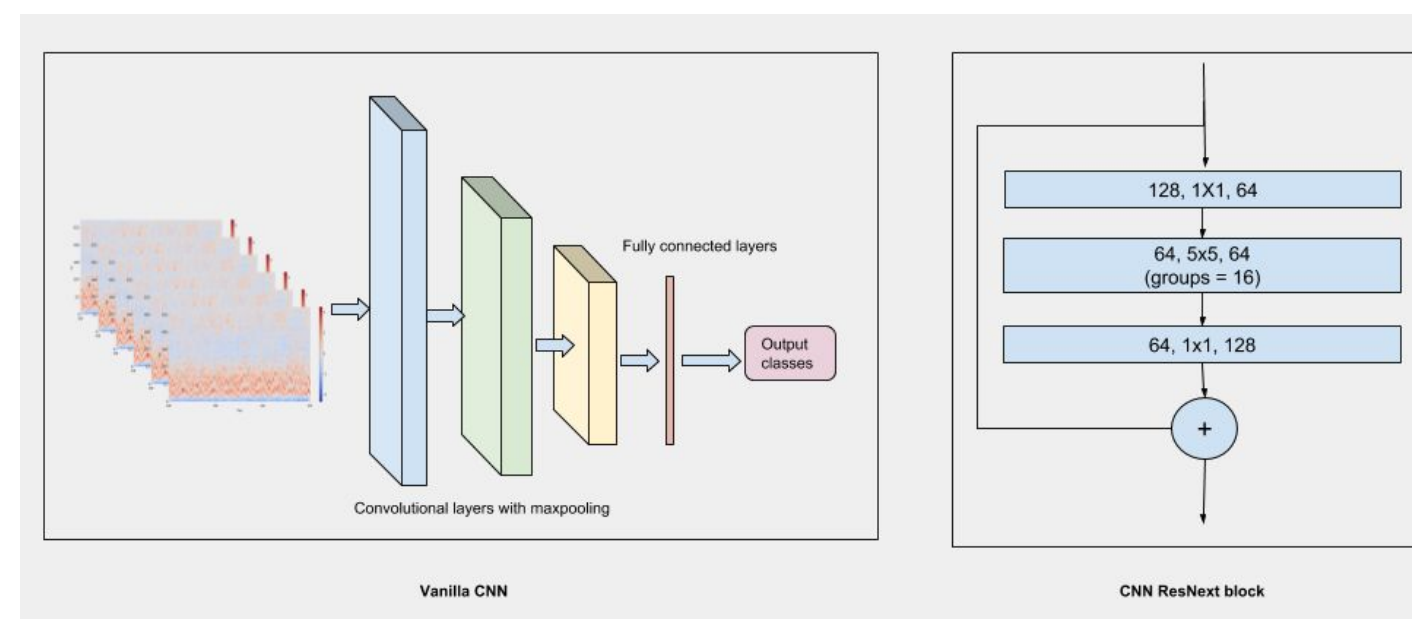 Fully connected layers
Output
classes
Convolutional layers with maxpooling
Vanilla CNN
128, 1X1, 64
64, 5x5, 64
(groups = 16)
64, 1x1, 128
+
CNN ResNext block